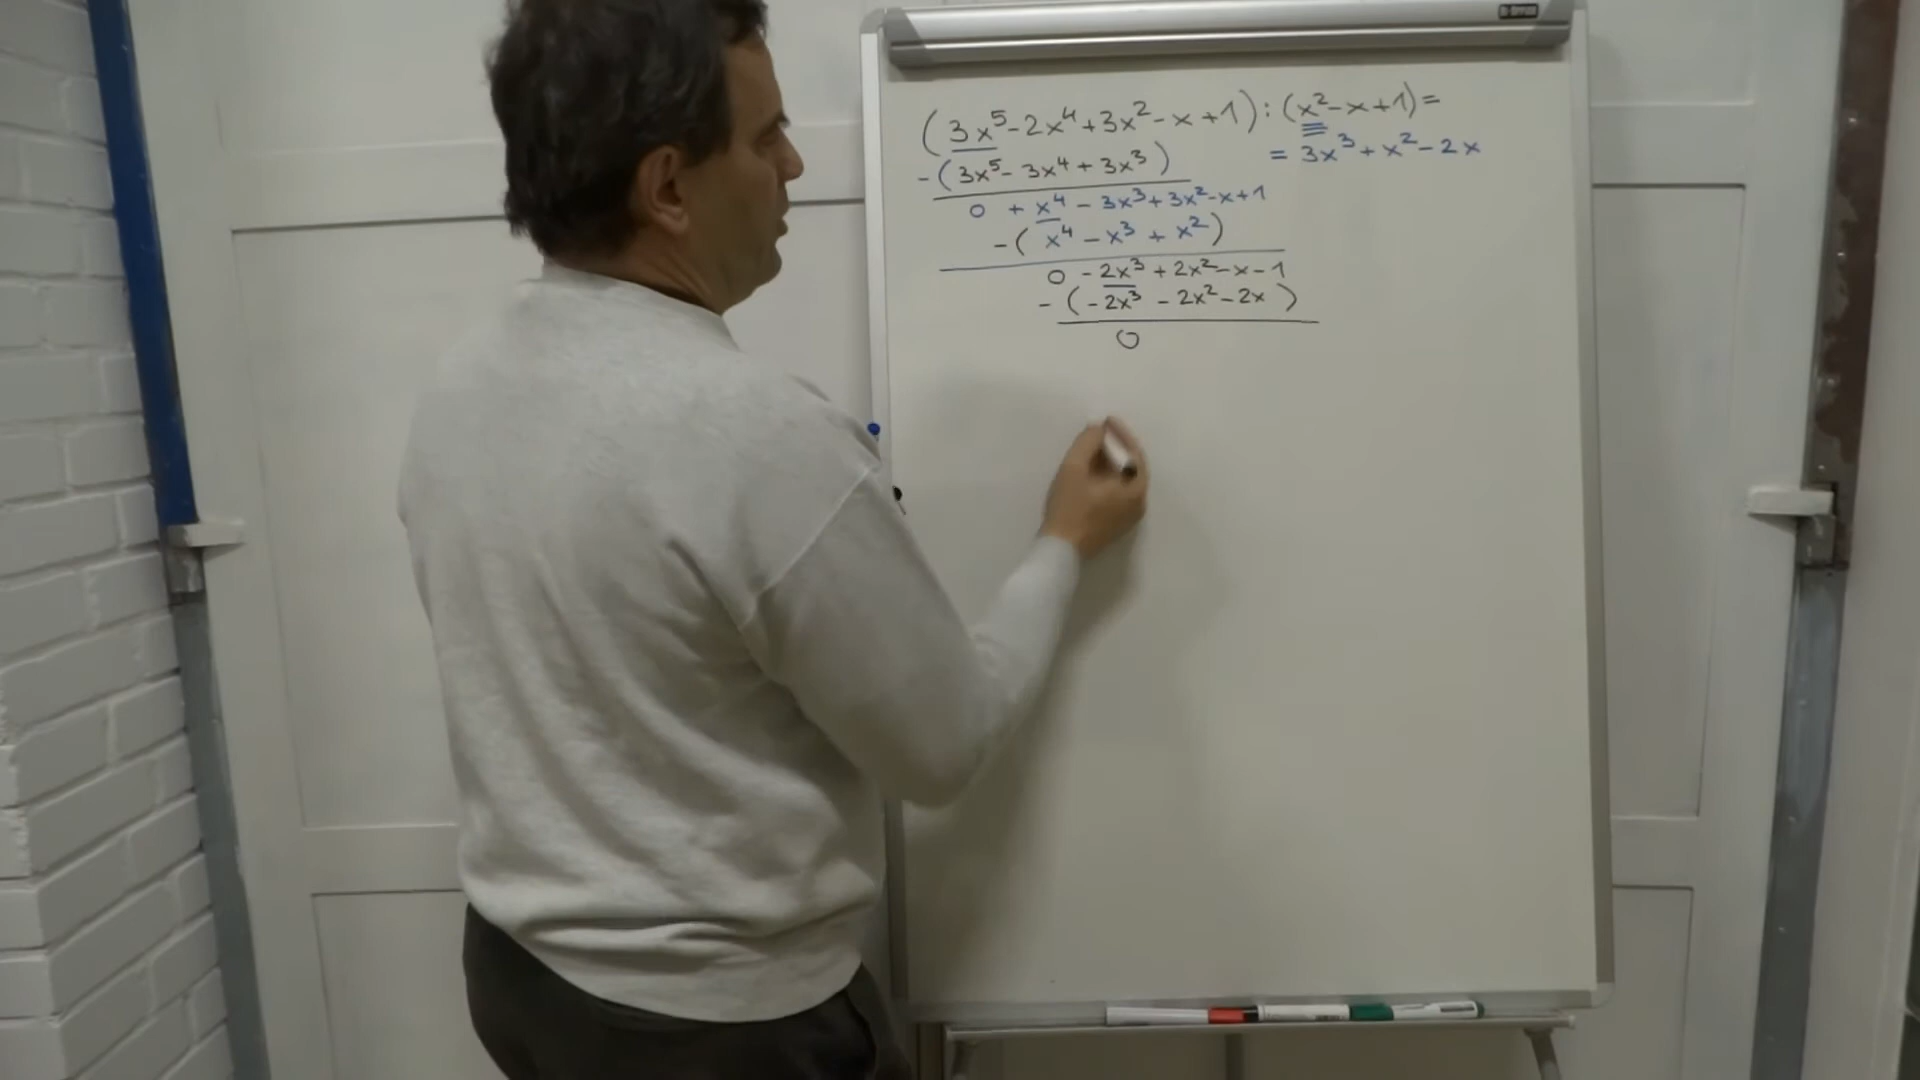 (3x⁵-2x⁴+3x²-x+1):(x²-x+1)=
= 3x³+x²-2x
-(3x⁵-3x⁴+3x³)
0 + x⁴ - 3x³+3x²-x+1
-( x⁴ - x³ + x²)
0 - 2x³ + 2x²-x-1
- (-2x³ - 2x²-2x )
0